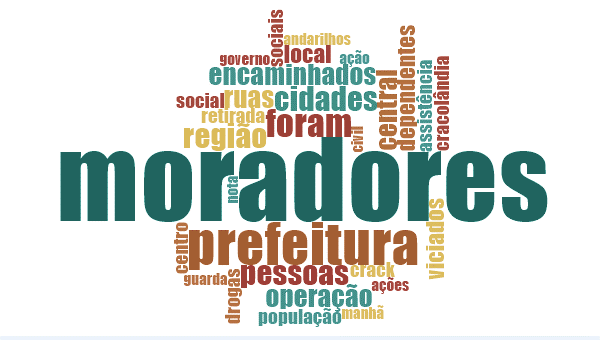 sociais
andarilhos
governo
local
ação
encaminhados
dependentes
central
assistência
cracolândia
social
ruas
cidades
retirada
foram
civil
região
moradores
nota
viciados
centro
prefeitura
pessoas
crack
guarda
drogas
ações
operação
manhã
população